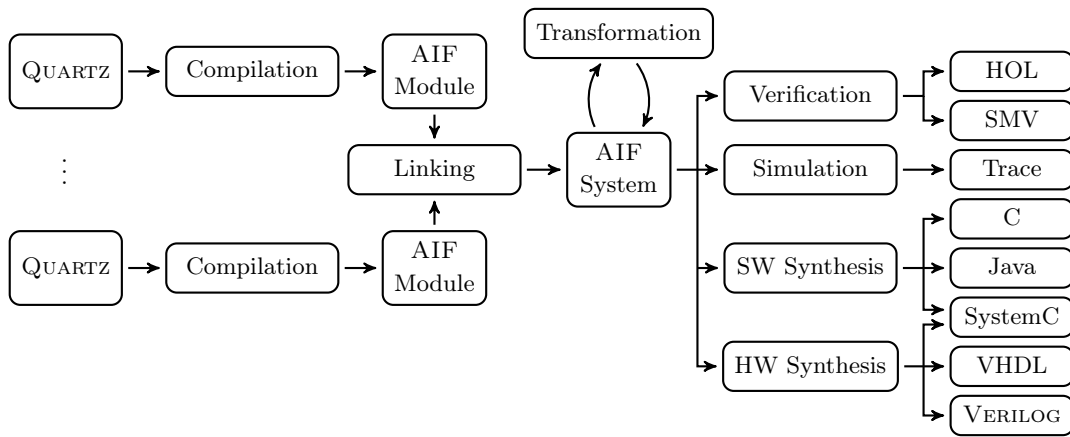 Transformation
QUARTZ
Compilation
AIF
Module
Verification
HOL
SMV
⋮
Linking
AIF
System
Simulation
Trace
QUARTZ
Compilation
AIF
Module
SW Synthesis
C
Java
SystemC
HW Synthesis
VHDL
VERILOG